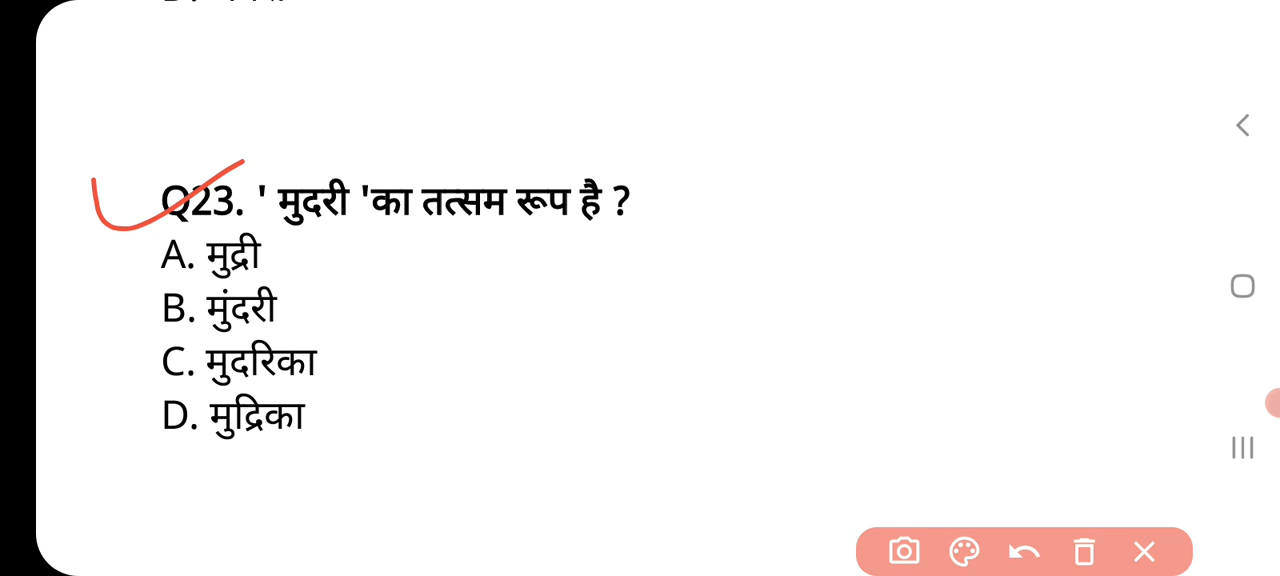 Q23. ' मुदरी 'का तत्सम रूप है ?
A. मुद्री
B. मुंदरी
C. मुदरिका
D. मुद्रिका